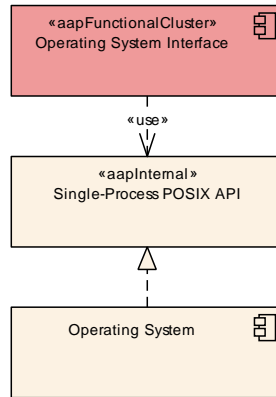 «aapFunctionalCluster»
Operating System Interface
«use»
«aapInternal»
Single-Process POSIX API
Operating System